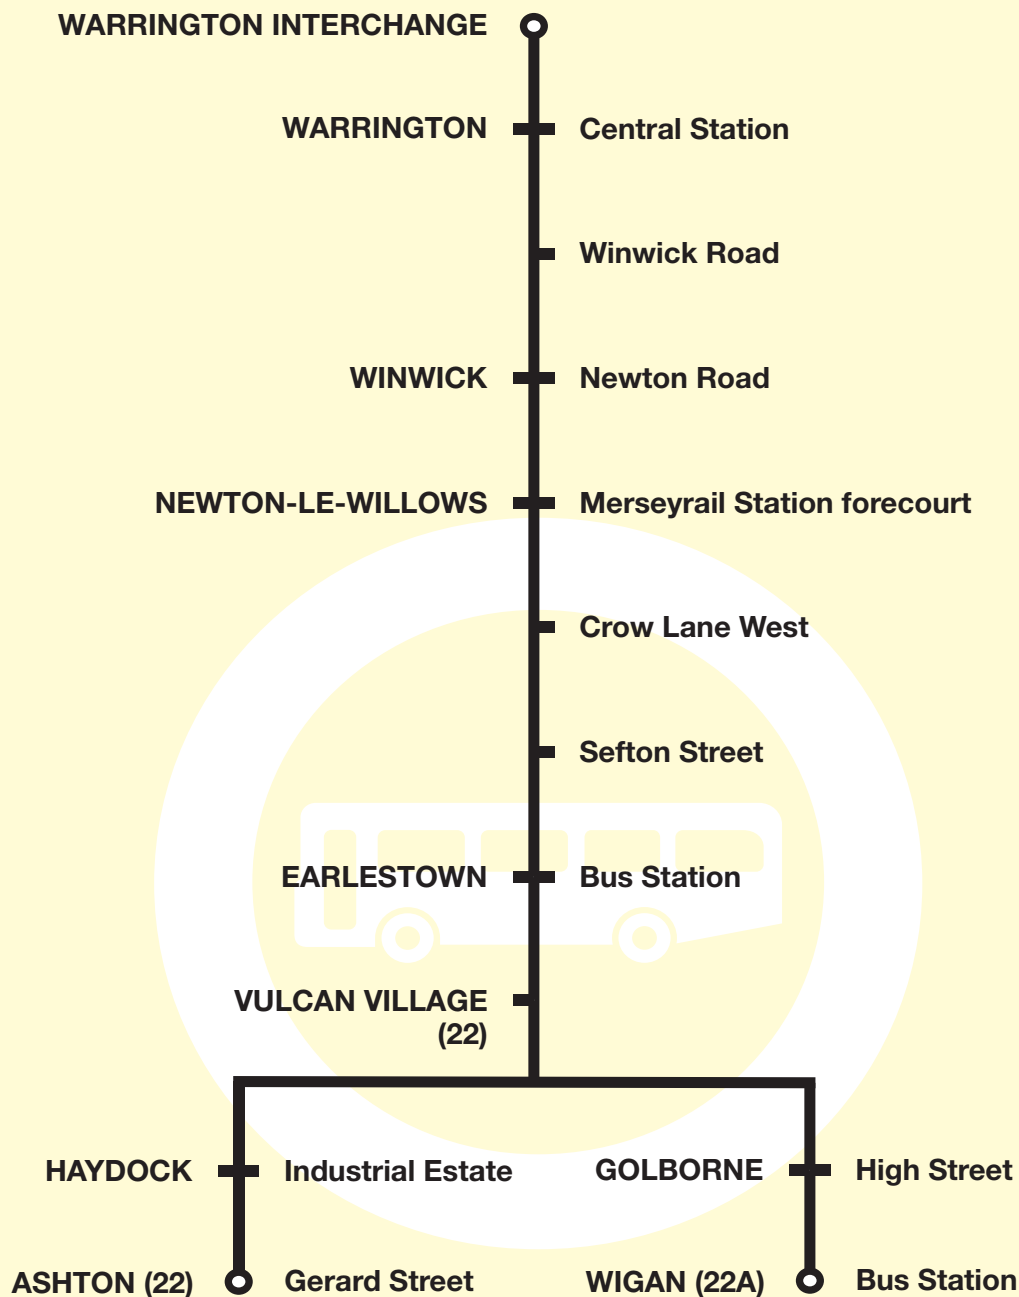 WARRINGTON INTERCHANGE
WARRINGTON Central Station
Winwick Road
WINWICK Newton Road
NEWTON-LE-WILLOWS Merseyrail Station forecourt
Crow Lane West
Sefton Street
EARLESTOWN Bus Station
VULCAN VILLAGE
(22)
HAYDOCK Industrial Estate GOLBORNE High Street
ASHTON (22) Gerard Street WIGAN (22A) Bus Station